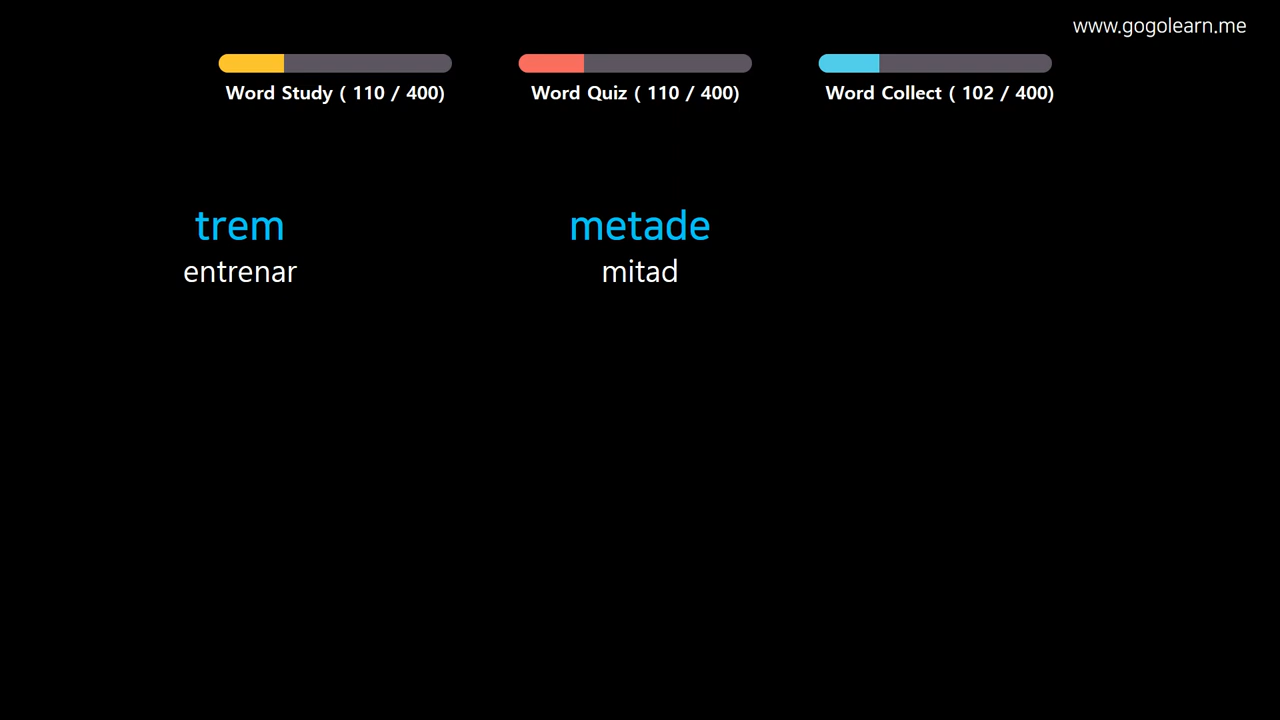 www.gogolearn.me
Word Study ( 110 / 400)
Word Quiz ( 110 / 400)
Word Collect ( 102 / 400)
trem
entrenar
metade
mitad